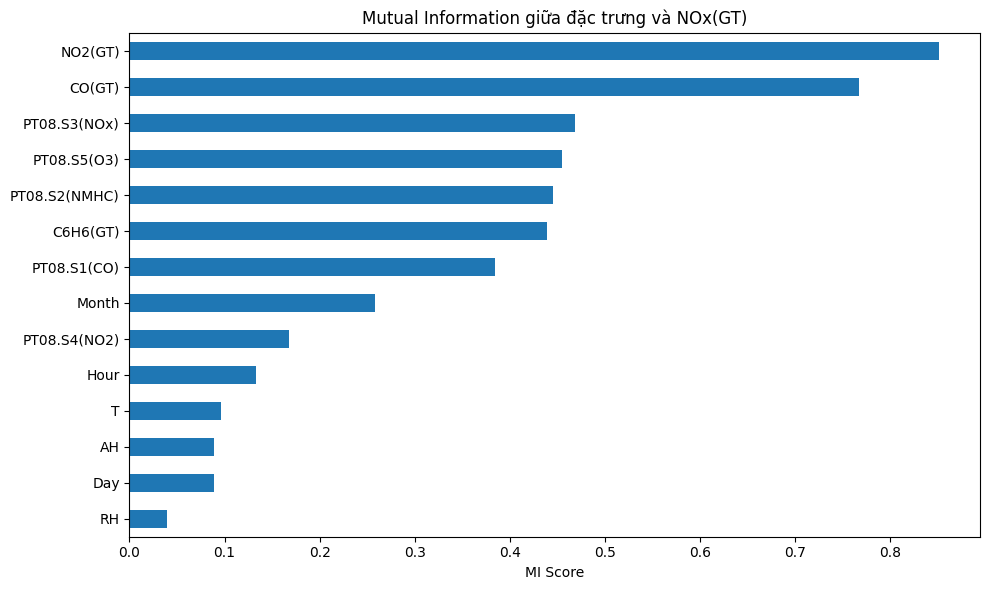 Mutual Information giữa đặc trưng và NOx(GT)
NO2(GT)
CO(GT)
PT08.S3(NOx)
PT08.S5(O3)
PT08.S2(NMHC)
C6H6(GT)
PT08.S1(CO)
Month
PT08.S4(NO2)
Hour
T
AH
Day
RH
0.0 0.1 0.2 0.3 0.4 0.5 0.6 0.7 0.8
MI Score